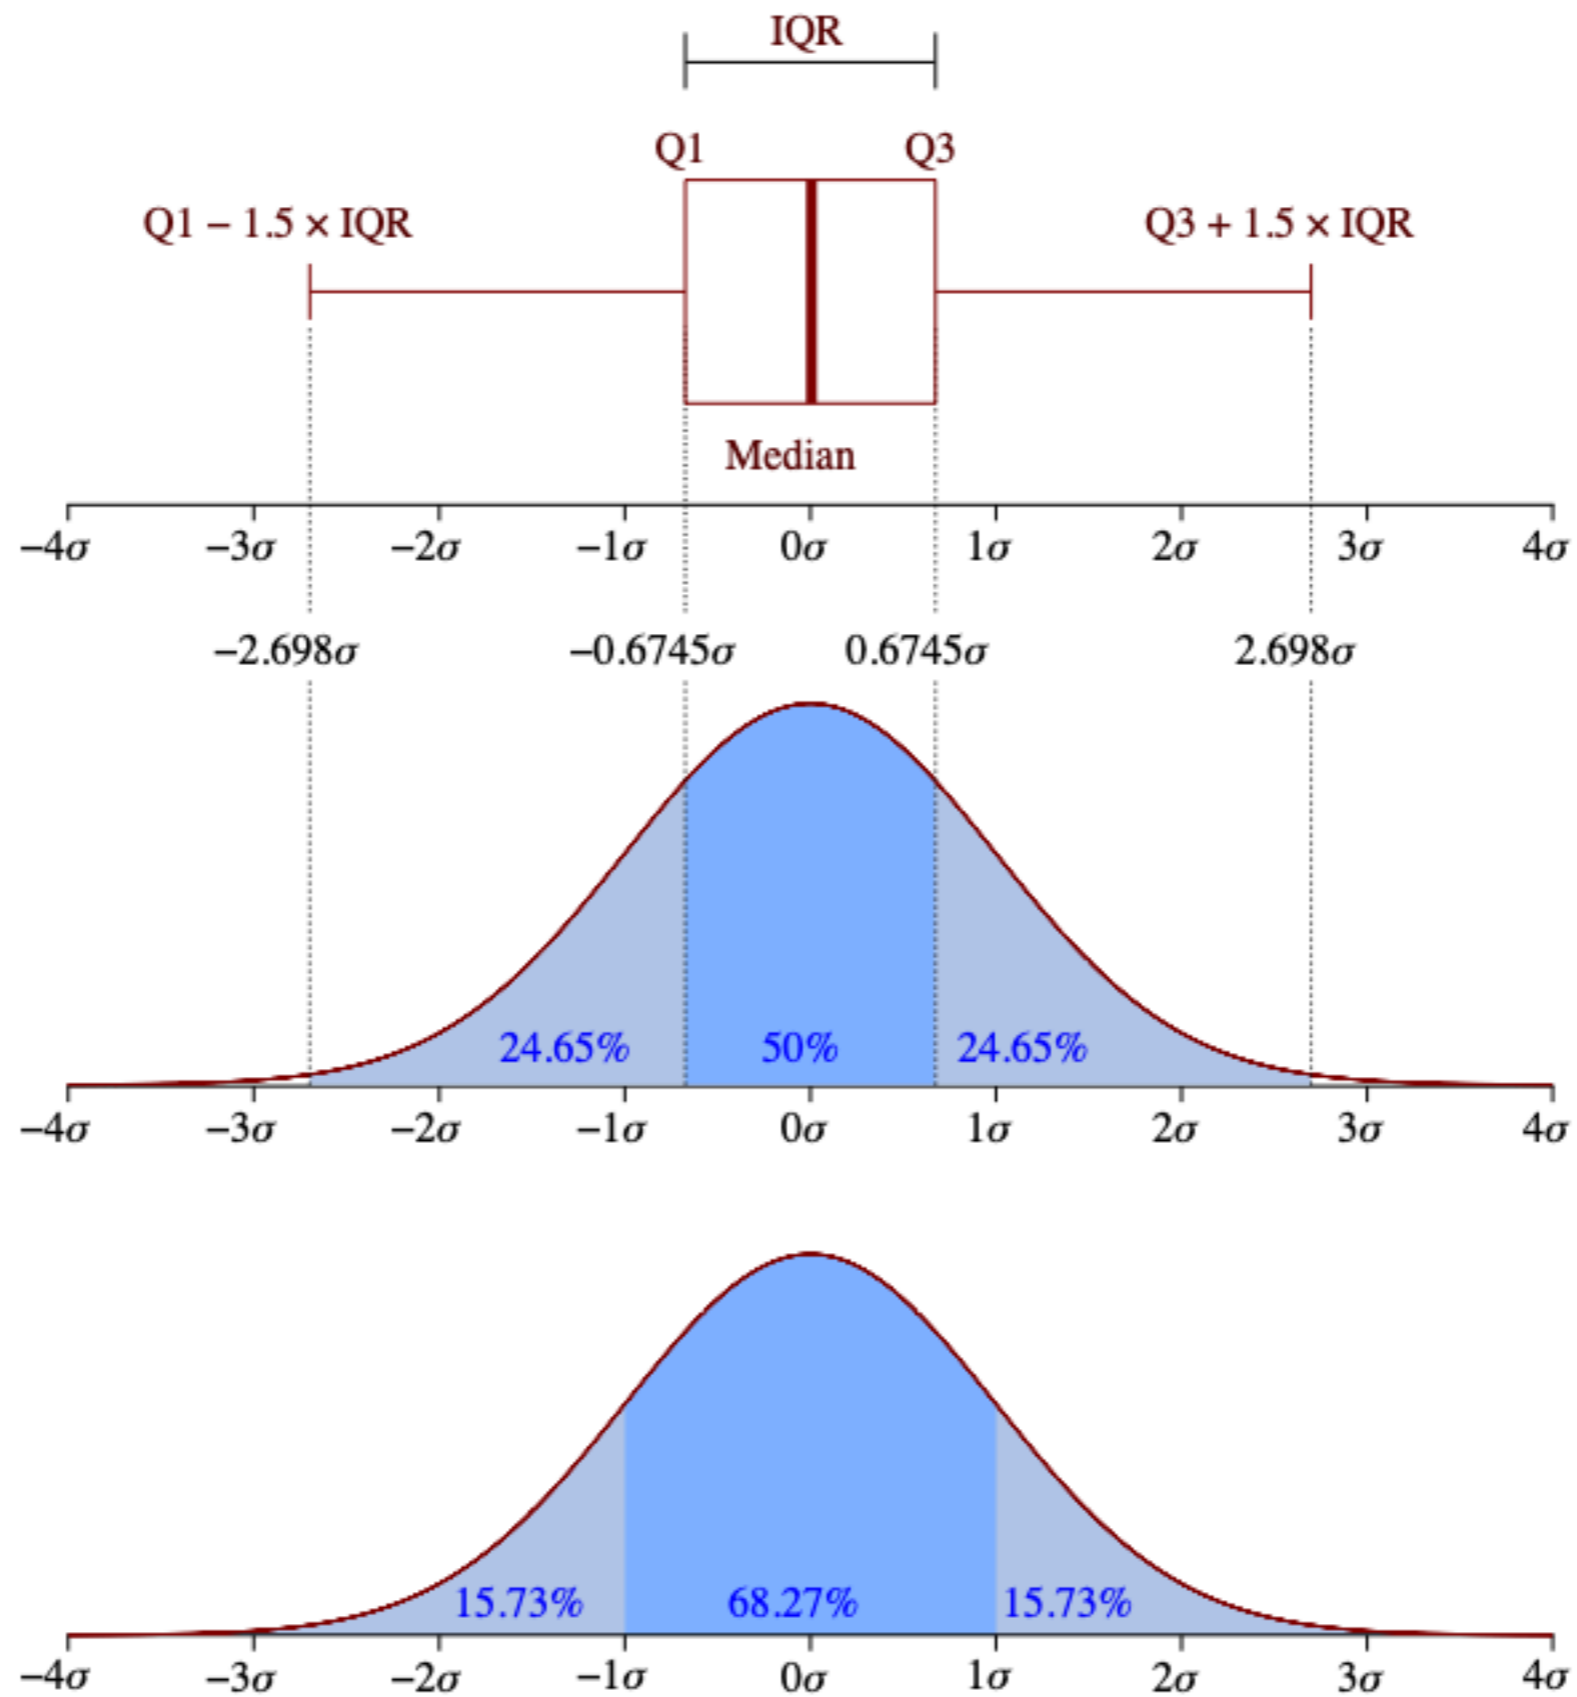 IQR
Q1 Q3
Q1 − 1.5 × IQR Q3 + 1.5 × IQR
Median
−4σ −3σ −2σ −1σ 0σ 1σ 2σ 3σ 4σ
−2.698σ −0.6745σ 0.6745σ 2.698σ
24.65% 50% 24.65%
−4σ −3σ −2σ −1σ 0σ 1σ 2σ 3σ 4σ
15.73% 68.27% 15.73%
−4σ −3σ −2σ −1σ 0σ 1σ 2σ 3σ 4σ